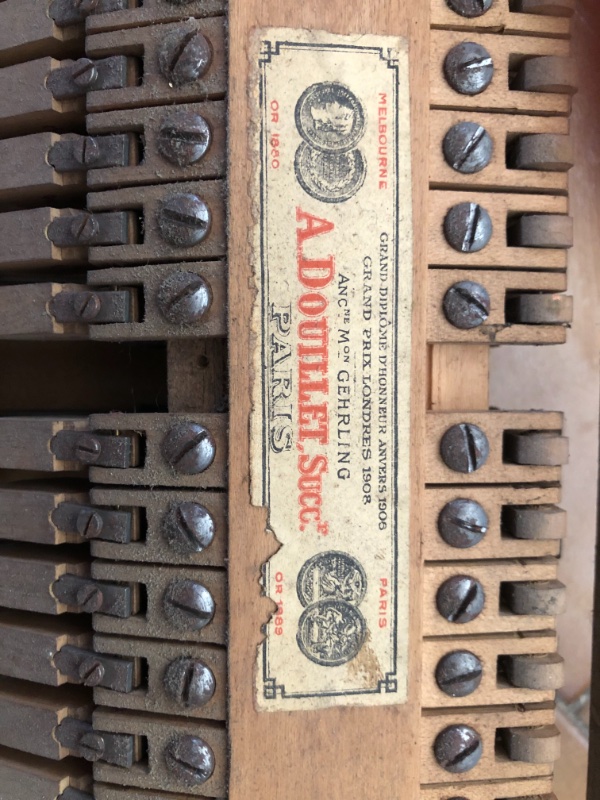 GRAND DIPLÔME D'HONNEUR ANVERS 1906
MELBOURNE
GRAND PRIX LONDRES 1908
PARIS
ANCNE MON GEHRLING
A. DOUILLET, SUCCR
OR 1880
PARIS
OR 1889